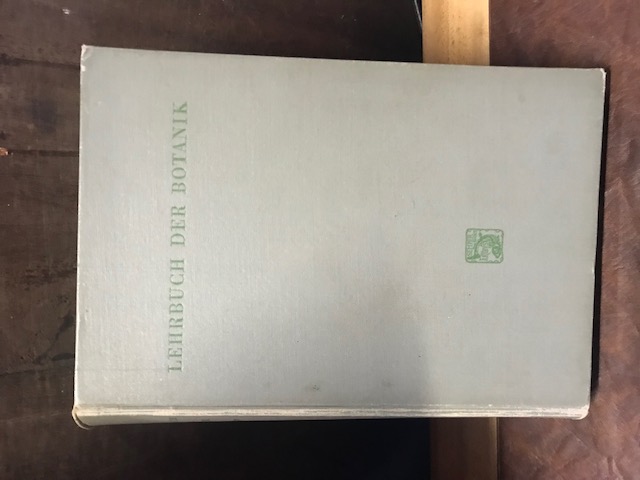 LEHRBUCH DER BOTANIK